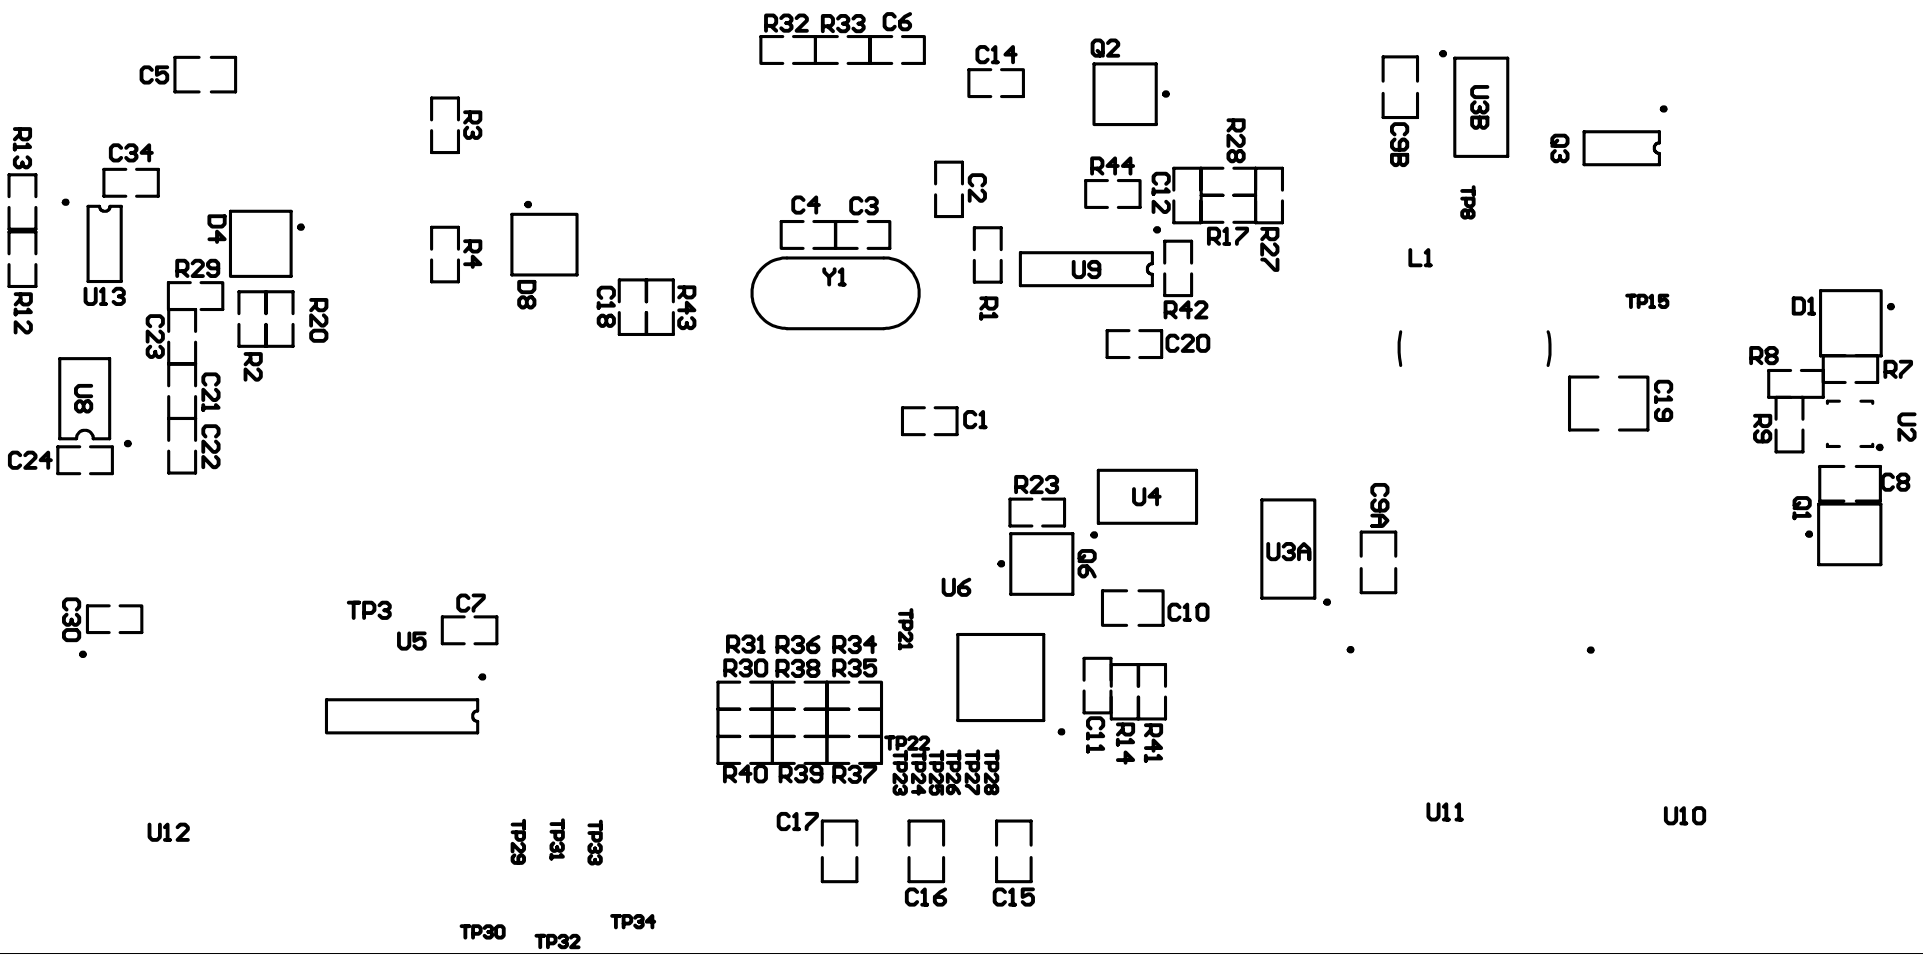 R32 R33 C6
C14
Q2
C5
R3
U3B
R13
C34
R28
C9B
Q3
R44
C2
C12
TP8
C4 C3
D4
R4
R17
R27
L1
R29
U9
Y1
U13
D8
C18
R43
R1
R42
TP15
D1
R12
R20
C23
C20
R2
R8
R7
U8
C21
C19
C1
U2
R9
C22
C24
R23
U4
C9A
C8
Q1
U3A
Q6
U6
C30
TP3
C7
C10
U5
TP21
R31 R36 R34
R30 R38 R35
C11
R14
R41
TP22
TP23
TP24
TP25
TP26
TP27
TP28
R40 R39 R37
C17
U11
U10
U12
TP29
TP31
TP33
C16
C15
TP34
TP30
TP32